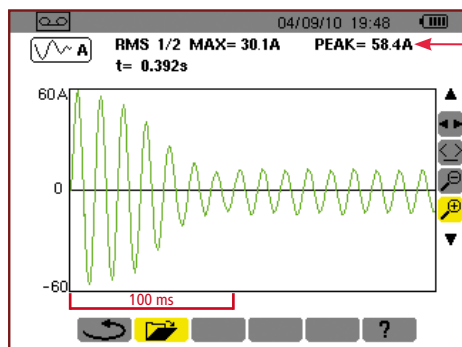 04/09/10 19:48
A RMS 1/2 MAX= 30.1A PEAK= 58.4A
t= 0.392s
60A
0
-60
100 ms
?